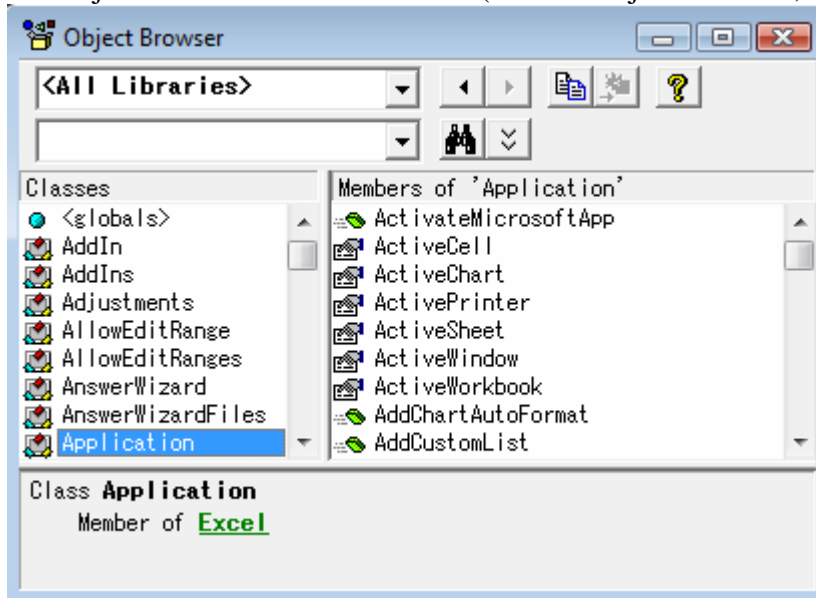 Object Browser
<All Libraries>
Classes
<globals>
AddIn
AddIns
Adjustments
AllowEditRange
AllowEditRanges
AnswerWizard
AnswerWizardFiles
Application
Members of 'Application'
ActivateMicrosoftApp
ActiveCell
ActiveChart
ActivePrinter
ActiveSheet
ActiveWindow
ActiveWorkbook
AddChartAutoFormat
AddCustomList
Class Application
Member of Excel